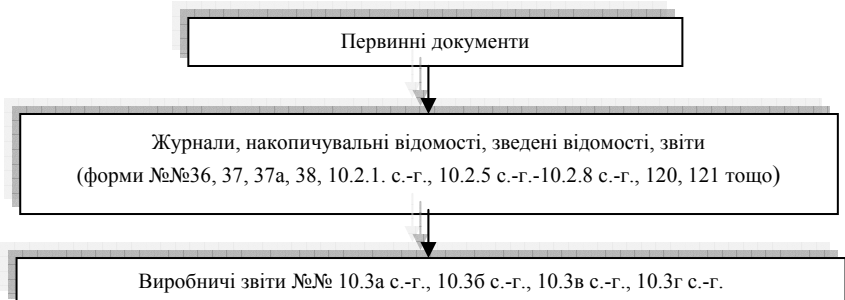 Первинні документи
Журнали, накопичувальні відомості, зведені відомості, звіти
(форми №№36, 37, 37а, 38, 10.2.1. с.-г., 10.2.5 с.-г.-10.2.8 с.-г., 120, 121 тощо)
Виробничі звіти №№ 10.3а с.-г., 10.3б с.-г., 10.3в с.-г., 10.3г с.-г.